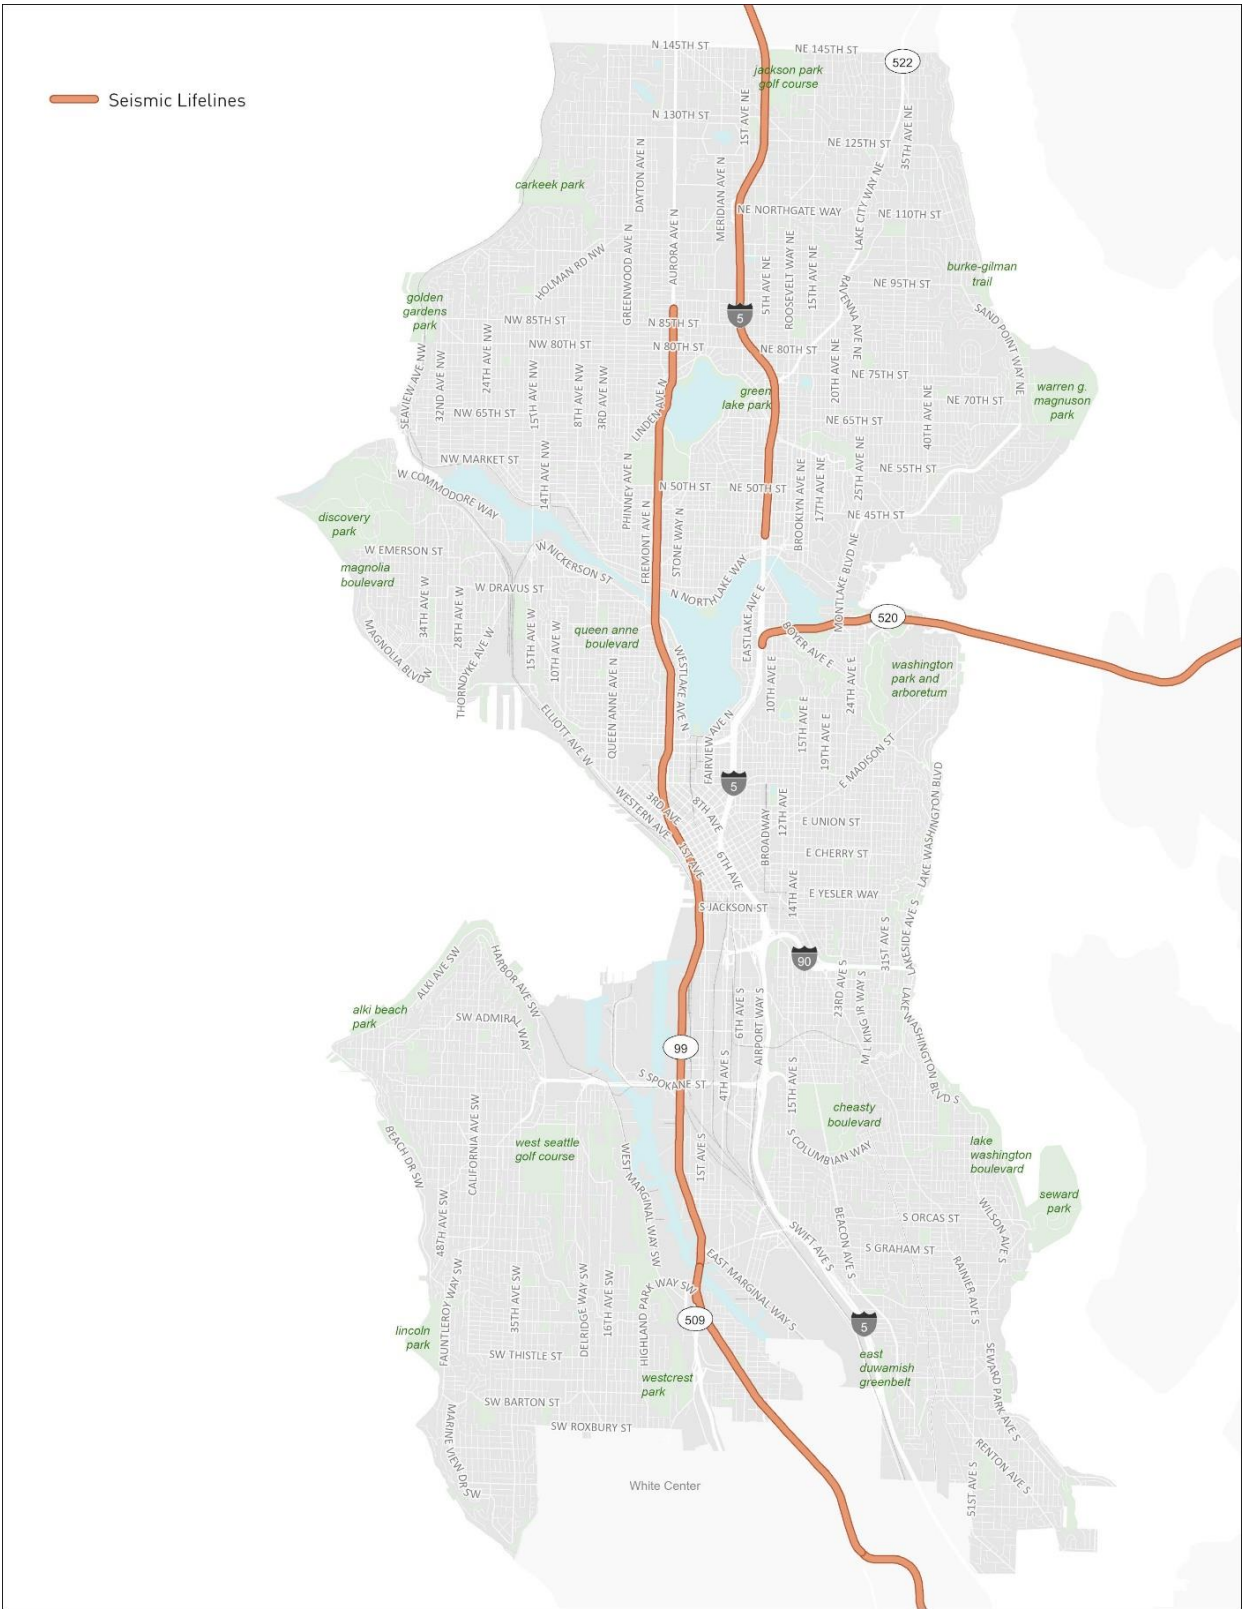 Seismic Lifelines
N 145TH ST
NE 145TH ST
522
jackson park
golf course
1ST AVE NE
N 130TH ST
35TH AVE NE
NE 125TH ST
DAYTON AVE N
carkeek park
MERIDIAN AVE N
LAKE CITY WAY NE
NE NORTHGATE WAY
NE 110TH ST
AURORA AVE N
GREENWOOD AVE N
HOLMAN RD NW
5TH AVE NE
ROOSEVELT WAY NE
15TH AVE NE
RAVENNA AVE NE
NE 95TH ST
burke-gilman
trail
golden
gardens
park
SAND POINT WAY NE
NW 85TH ST
N 85TH ST
5
24TH AVE NW
NW 80TH ST
N 80TH ST
NE 80TH ST
SEAVIEW AVE NW
32ND AVE NW
15TH AVE NW
8TH AVE NW
3RD AVE NW
20TH AVE NE
NE 75TH ST
LINDEN AVE N
green
lake park
40TH AVE NE
NE 70TH ST
warren g.
magnuson
park
NW 65TH ST
NE 65TH ST
NW MARKET ST
14TH AVE NW
W COMMODORE WAY
PHINNEY AVE N
N 50TH ST
NE 50TH ST
BROOKLYN AVE NE
17TH AVE NE
25TH AVE NE
NE 55TH ST
discovery
park
NE 45TH ST
W EMERSON ST
magnolia
boulevard
W NICKERSON ST
FREMONT AVE N
STONE WAY N
N NORTHLAKE WAY
W DRAVUS ST
EASTLAKE AVE E
MONTLAKE BLVD NE
34TH AVE W
28TH AVE W
15TH AVE W
10TH AVE W
queen anne
boulevard
BOYER AVE E
520
MAGNOLIA BLVD
N
THORNDYKE AVE W
QUEEN ANNE AVE N
WESTLAKE AVE N
10TH AVE E
24TH AVE E
washington
park and
arboretum
ELLIOTT AVE W
FAIRVIEW AVE N
15TH AVE E
19TH AVE E
E MADISON ST
5
WESTERN AVE
3RD AVE
8TH AVE
12TH AVE
LAKE WASHINGTON BLVD
BROADWAY
E UNION ST
1ST AVE
6TH AVE
E CHERRY ST
14TH AVE
E YESLER WAY
S JACKSON ST
31ST AVE S
LAKESIDE AVE S
90
ALKI AVE SW
HARBOR AVE SW
23RD AVE S
M L KING JR WAY S
LAKE WASHINGTON BLVD S
alki beach
park
SW ADMIRAL WAY
6TH AVE S
AIRPORT WAY S
99
4TH AVE S
S SPOKANE ST
15TH AVE S
cheasty
boulevard
BEACH DR SW
CALIFORNIA AVE SW
west seattle
golf course
WEST MARGINAL WAY SW
1ST AVE S
S COLUMBIAN WAY
lake
washington
boulevard
seward
park
48TH AVE SW
SWIFT AVE S
BEACON AVE S
S ORCAS ST
WILSON AVE S
S GRAHAM ST
EAST MARGINAL WAY S
RAINIER AVE S
FAUNTLEROY WAY SW
35TH AVE SW
DELRIDGE WAY SW
16TH AVE SW
HIGHLAND PARK WAY SW
509
5
lincoln
park
SW THISTLE ST
westcrest
park
east
duwamish
greenbelt
SEWARD PARK AVE S
SW BARTON ST
MARINE VIEW DR SW
SW ROXBURY ST
RENTON AVE S
51ST AVE S
White Center